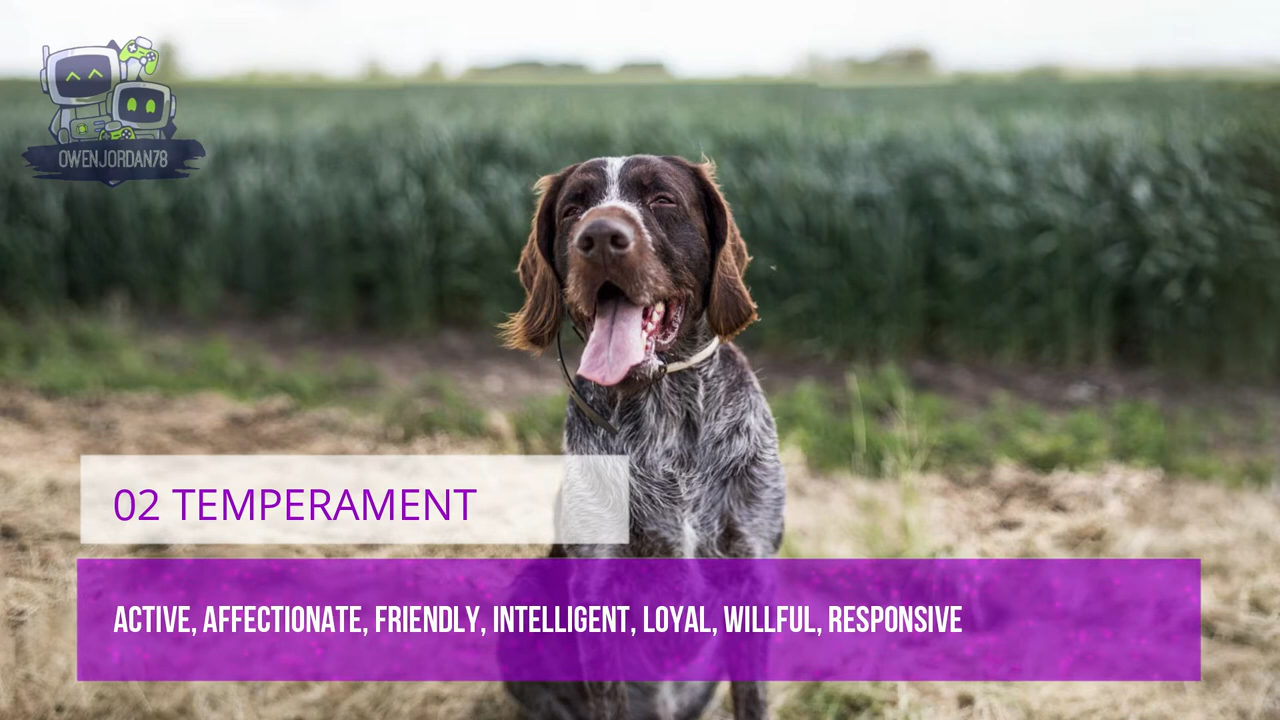 OWENJORDAN78
02 TEMPERAMENT
ACTIVE, AFFECTIONATE, FRIENDLY, INTELLIGENT, LOYAL, WILLFUL, RESPONSIVE